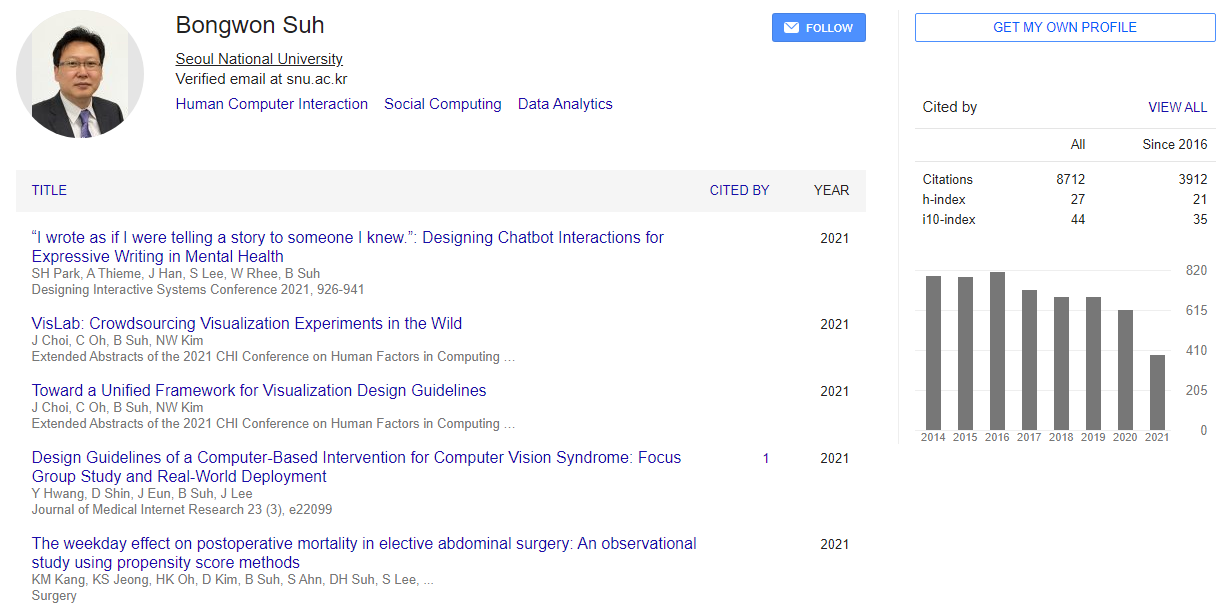 Bongwon Suh
FOLLOW
Seoul National University
Verified email at snu.ac.kr
Human Computer Interaction Social Computing Data Analytics
TITLE CITED BY YEAR
“I wrote as if I were telling a story to someone I knew.”: Designing Chatbot Interactions for 2021
Expressive Writing in Mental Health
SH Park, A Thieme, J Han, S Lee, W Rhee, B Suh
Designing Interactive Systems Conference 2021, 926-941
VisLab: Crowdsourcing Visualization Experiments in the Wild 2021
J Choi, C Oh, B Suh, NW Kim
Extended Abstracts of the 2021 CHI Conference on Human Factors in Computing …
Toward a Unified Framework for Visualization Design Guidelines 2021
J Choi, C Oh, B Suh, NW Kim
Extended Abstracts of the 2021 CHI Conference on Human Factors in Computing …
Design Guidelines of a Computer-Based Intervention for Computer Vision Syndrome: Focus 1 2021
Group Study and Real-World Deployment
Y Hwang, D Shin, J Eun, B Suh, J Lee
Journal of Medical Internet Research 23 (3), e22099
The weekday effect on postoperative mortality in elective abdominal surgery: An observational 2021
study using propensity score methods
KM Kang, KS Jeong, HK Oh, D Kim, B Suh, S Ahn, DH Suh, S Lee, ...
Surgery
GET MY OWN PROFILE
Cited by VIEW ALL
All Since 2016
Citations 8712 3912
h-index 27 21
i10-index 44 35
820
615
410
205
0
2014 2015 2016 2017 2018 2019 2020 2021